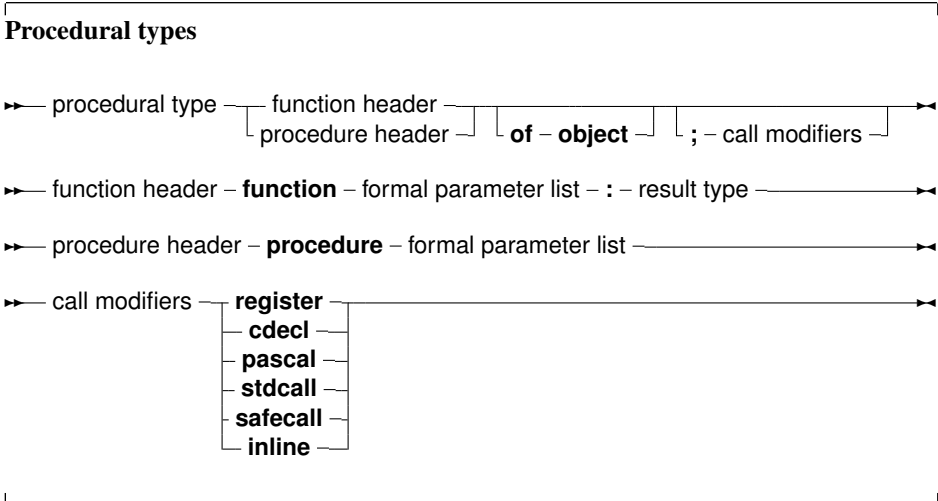 Procedural types
procedural type function header
procedure header of object ; call modifiers
function header function formal parameter list : result type
procedure header procedure formal parameter list
call modifiers register
cdecl
pascal
stdcall
safecall
inline